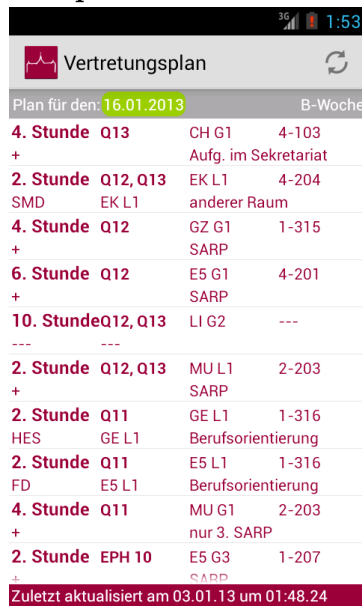 3G 1:53
Vertretungsplan
Plan für den: 16.01.2013 B-Woche
4. Stunde Q13 CH G1 4-103
+ Aufg. im Sekretariat
2. Stunde Q12, Q13 EK L1 4-204
SMD EK L1 anderer Raum
4. Stunde Q12 GZ G1 1-315
+ SARP
6. Stunde Q12 E5 G1 4-201
+ SARP
10. Stunde Q12, Q13 LI G2 ---
--- ---
2. Stunde Q12, Q13 MU L1 2-203
+ SARP
2. Stunde Q11 GE L1 1-316
HES GE L1 Berufsorientierung
2. Stunde Q11 E5 L1 1-316
FD E5 L1 Berufsorientierung
4. Stunde Q11 MU G1 2-203
+ nur 3. SARP
2. Stunde EPH 10 E5 G3 1-207
+ SARP
Zuletzt aktualisiert am 03.01.13 um 01:48.24